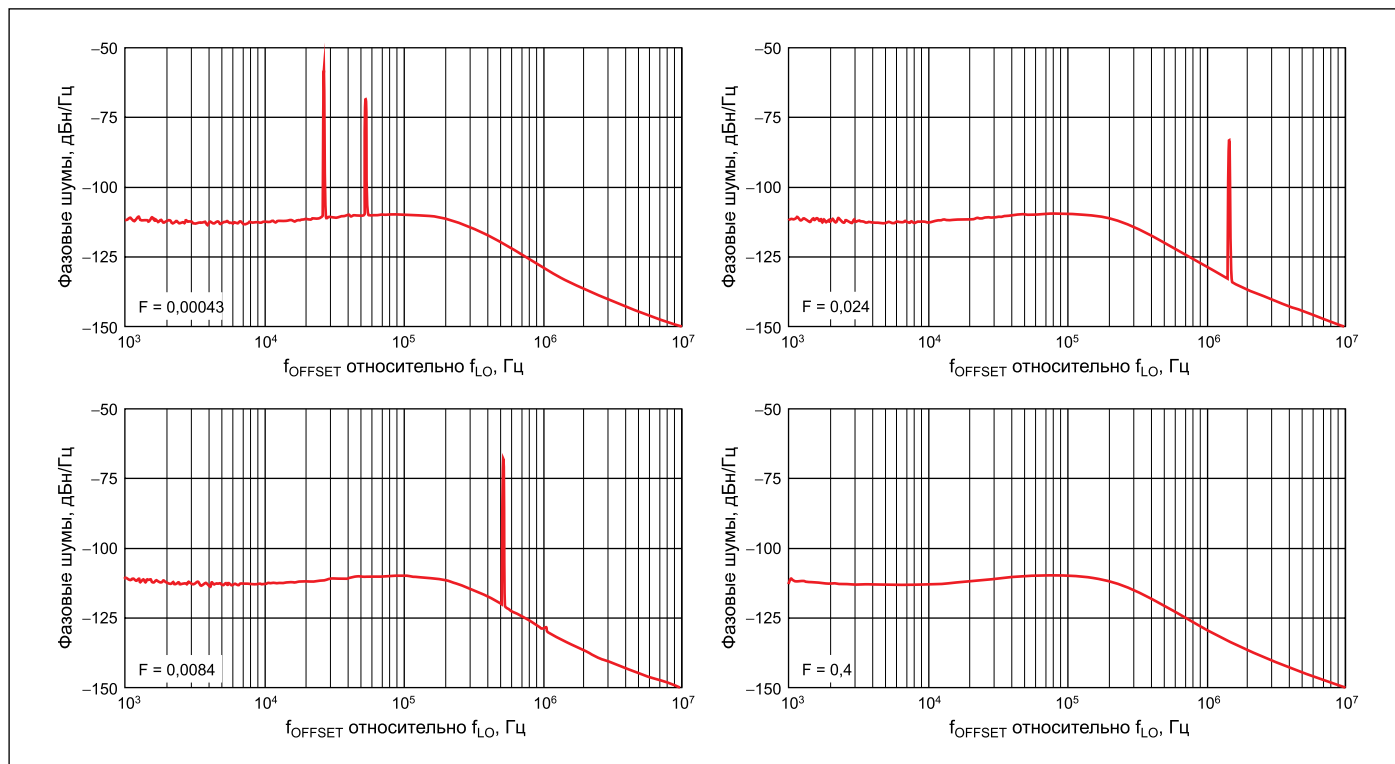 Фазовые шумы, дБн/Гц
–50
–75
–100
–125
–150
F = 0,00043
10³ 10⁴ 10⁵ 10⁶ 10⁷
fOFFSET относительно fLO, Гц
Фазовые шумы, дБн/Гц
–50
–75
–100
–125
–150
F = 0,024
10³ 10⁴ 10⁵ 10⁶ 10⁷
fOFFSET относительно fLO, Гц
Фазовые шумы, дБн/Гц
–50
–75
–100
–125
–150
F = 0,0084
10³ 10⁴ 10⁵ 10⁶ 10⁷
fOFFSET относительно fLO, Гц
Фазовые шумы, дБн/Гц
–50
–75
–100
–125
–150
F = 0,4
10³ 10⁴ 10⁵ 10⁶ 10⁷
fOFFSET относительно fLO, Гц